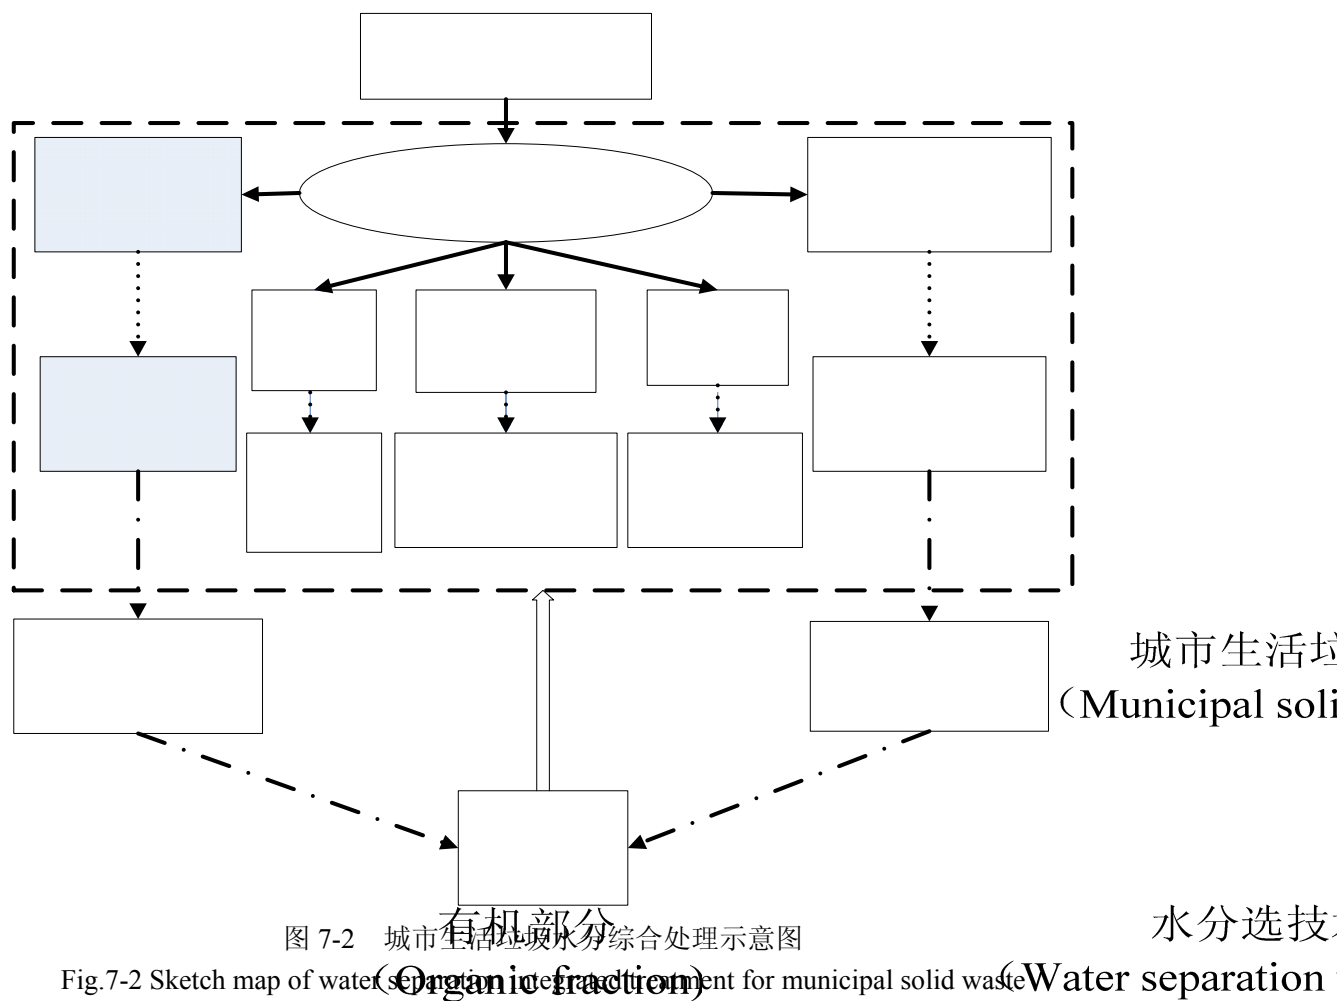 城市生活垃
（Municipal soli
有机部分
水分选技
图 7-2 城市生活垃圾水分综合处理示意图
（Organic fraction)
（Water separation
Fig.7-2 Sketch map of water separation integrated treatment for municipal solid waste